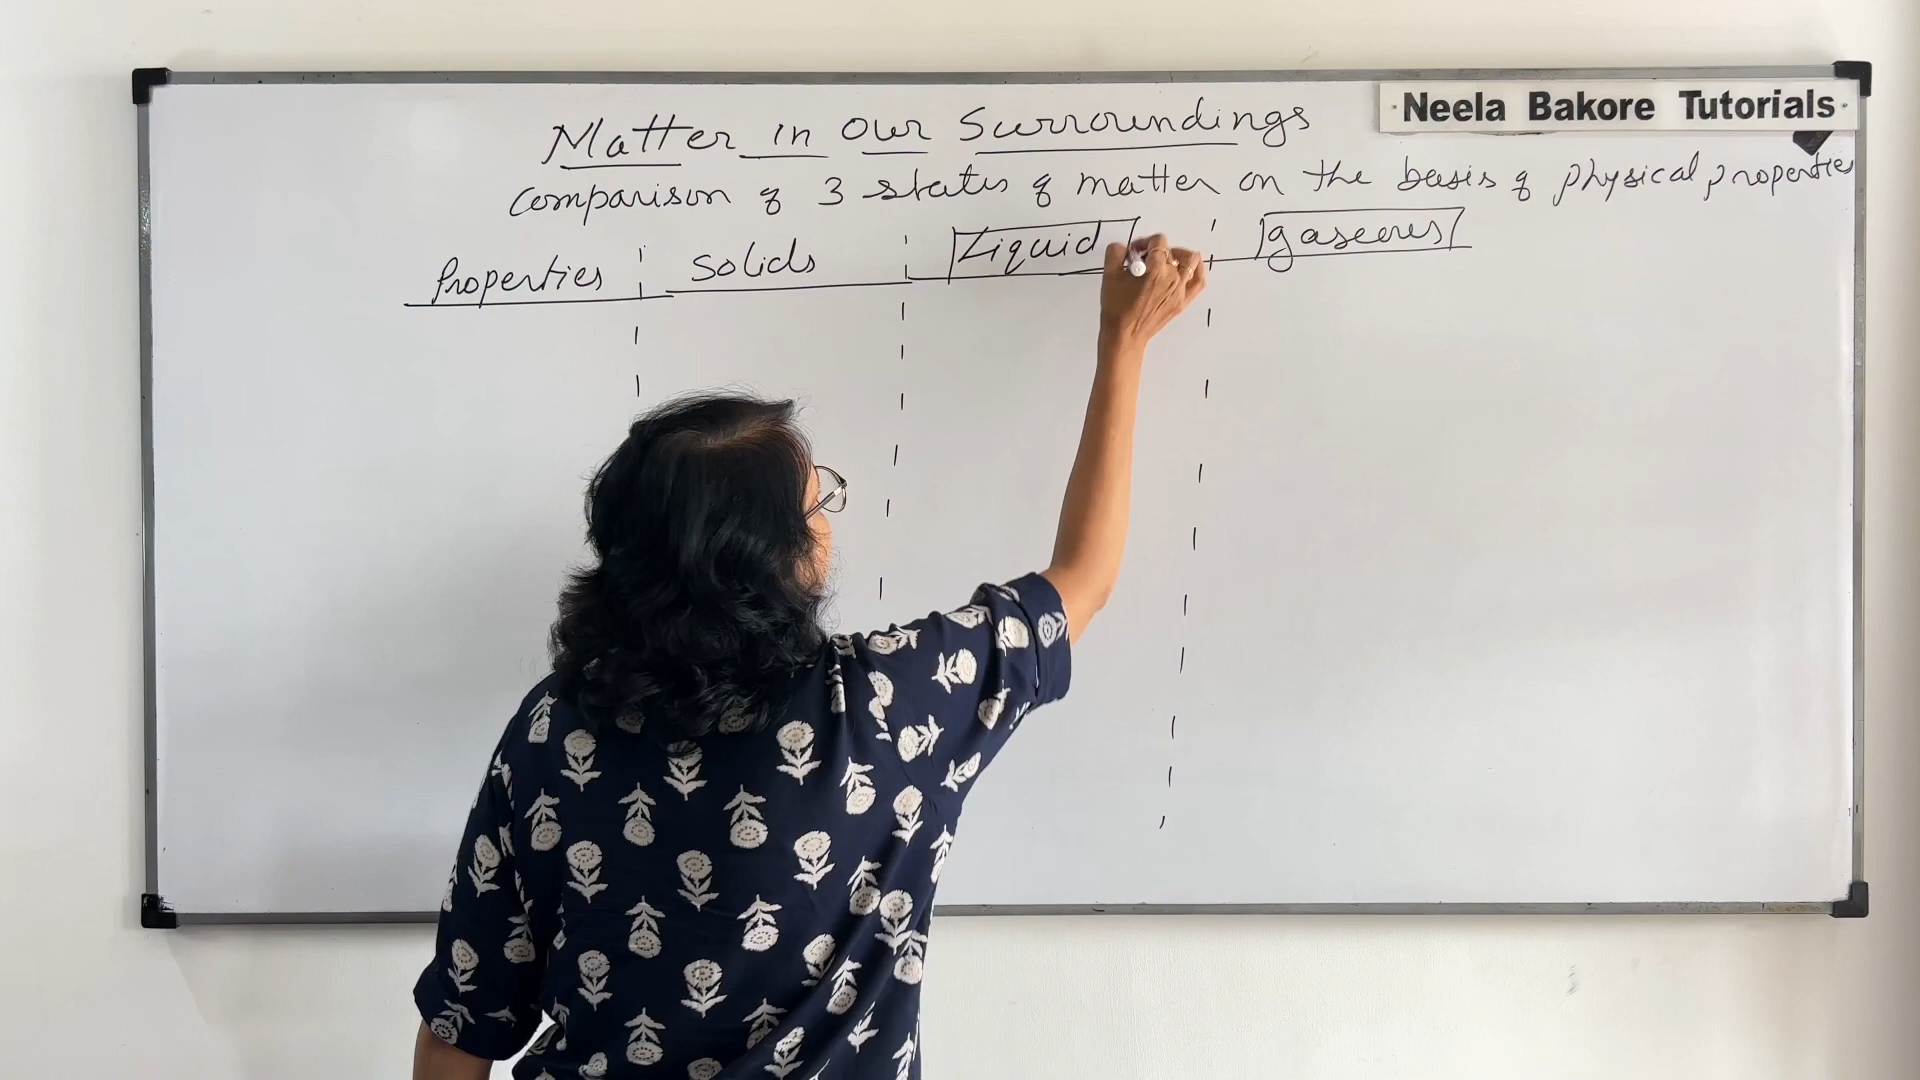 Neela Bakore Tutorials
Matter in Our Surroundings
Comparison of 3 states of matter on the basis of physical properties
Properties Solids Liquid gaseous